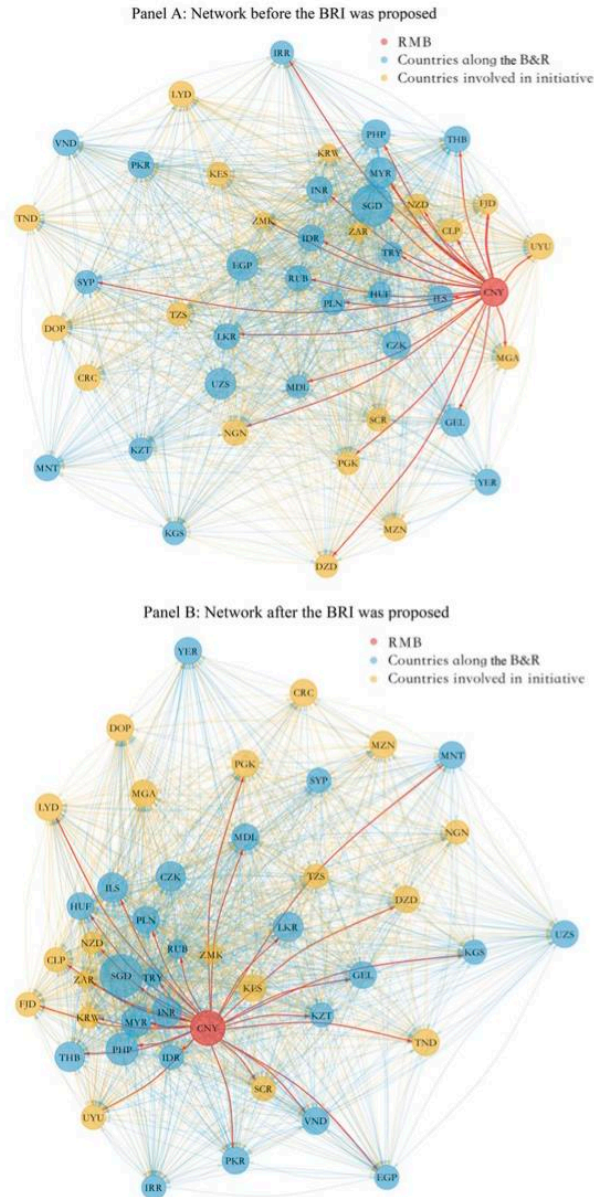 Panel A: Network before the BRI was proposed
RMB
Countries along the B&R
Countries involved in initiative
IRR
LYD
PHP
THB
VND
KRW
PKR
MYR
KES
INR
SGD
NZD
FJD
TND
ZMK
ZAR
CLP
IDR
UYU
TRY
EGP
SYP
RUB
HUF
ILS
CNY
PLN
TZS
DOP
LKR
CZK
MGA
CRC
UZS
MDL
SCR
GEL
NGN
KZT
PGK
MNT
YER
MZN
KGS
DZD
Panel B: Network after the BRI was proposed
RMB
Countries along the B&R
Countries involved in initiative
YER
CRC
DOP
MZN
MNT
PGK
SYP
MGA
LYD
NGN
MDL
CZK
TZS
ILS
DZD
HUF
PLN
LKR
UZS
NZD
RUB
ZMK
KGS
CLP
SGD
TRY
GEL
ZAR
KES
FJD
INR
KRW
MYR
KZT
CNY
TND
PHP
THB
IDR
SCR
UYU
VND
PKR
EGP
IRR